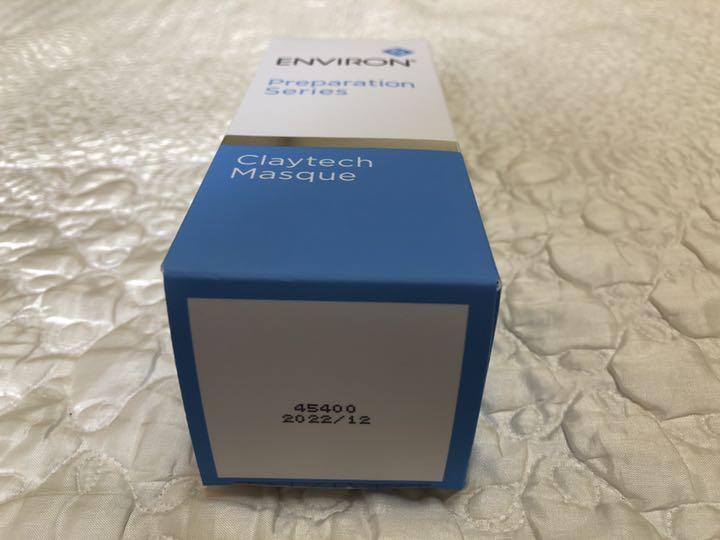 ENVIRON®
Preparation
Series
Claytech
Masque
45400
2022/12